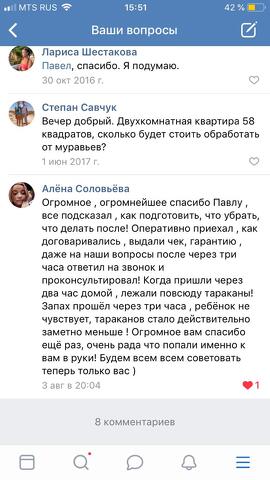 MTS RUS 15:51 42 %
Ваши вопросы
Лариса Шестакова
Павел, спасибо. Я подумаю.
30 окт 2016 г.
Степан Савчук
Вечер добрый. Двухкомнатная квартира 58
квадратов, сколько будет стоить обработать
от муравьев?
1 июн 2017 г.
Алёна Соловьёва
Огромное , огромнейшее спасибо Павлу ,
все подсказал , как подготовить, что убрать,
что делать после! Оперативно приехал , как
договаривались , выдали чек, гарантию ,
даже на наши вопросы после через три
часа ответил на звонок и
проконсультировал! Когда пришли через
два час домой , лежали повсюду тараканы!
Запах прошёл через три часа , ребёнок не
чувствует, тараканов стало действительно
заметно меньше ! Огромное вам спасибо
ещё раз, очень рада что попали именно к
вам в руки! Будем всем всем советовать
теперь только вас )
3 авг в 20:04 1
8 комментариев